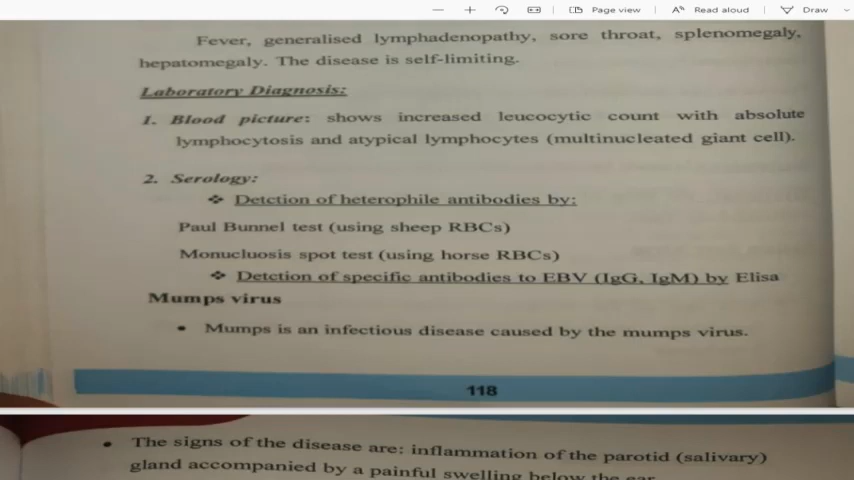 Page view Read aloud Draw
Fever, generalised lymphadenopathy, sore throat, splenomegaly,
hepatomegaly. The disease is self-limiting.
Laboratory Diagnosis:
1. Blood picture: shows increased leucocytic count with absolute
lymphocytosis and atypical lymphocytes (multinucleated giant cell).
2. Serology:
❖ Detction of heterophile antibodies by:
Paul Bunnel test (using sheep RBCs)
Monucluosis spot test (using horse RBCs)
❖ Detction of specific antibodies to EBV (IgG, IgM) by Elisa
Mumps virus
• Mumps is an infectious disease caused by the mumps virus.
118
• The signs of the disease are: inflammation of the parotid (salivary)
gland accompanied by a painful swelling below the ear